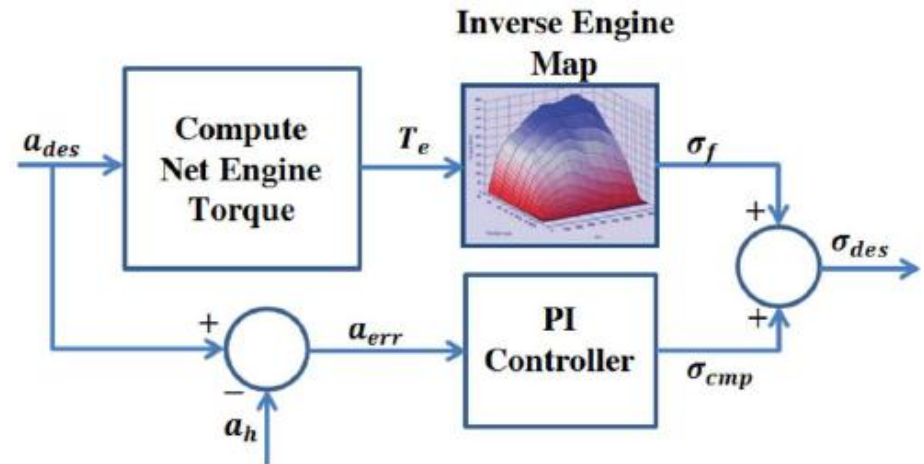 Inverse Engine
Map
Compute
Net Engine
Torque
a_des
T_e
σ_f
+
σ_des
+
+
a_err
PI
Controller
σ_cmp
−
a_h